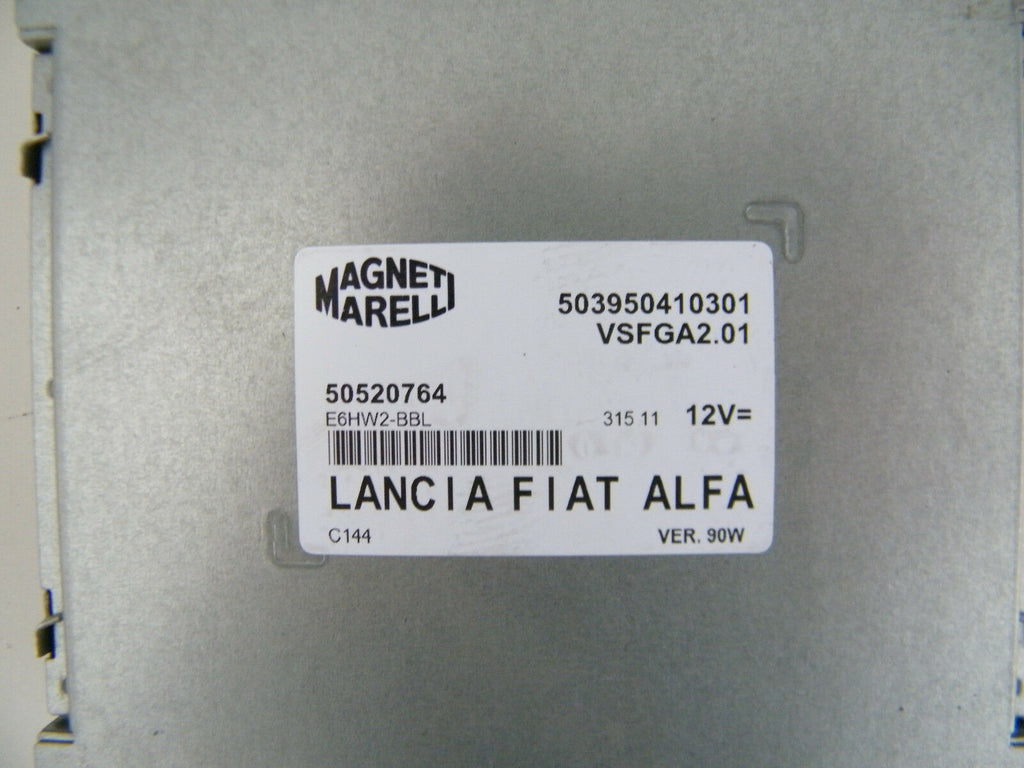 MAGNETI
MARELLI
503950410301
VSFGA2.01
50520764
E6HW2-BBL
315 11 12V=
LANCIA FIAT ALFA
C144 VER. 90W